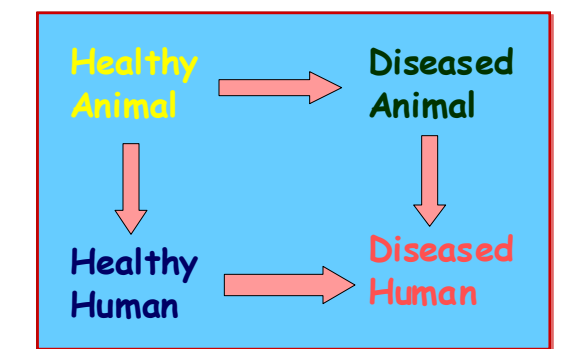 Healthy
Animal
Diseased
Animal
Healthy
Human
Diseased
Human